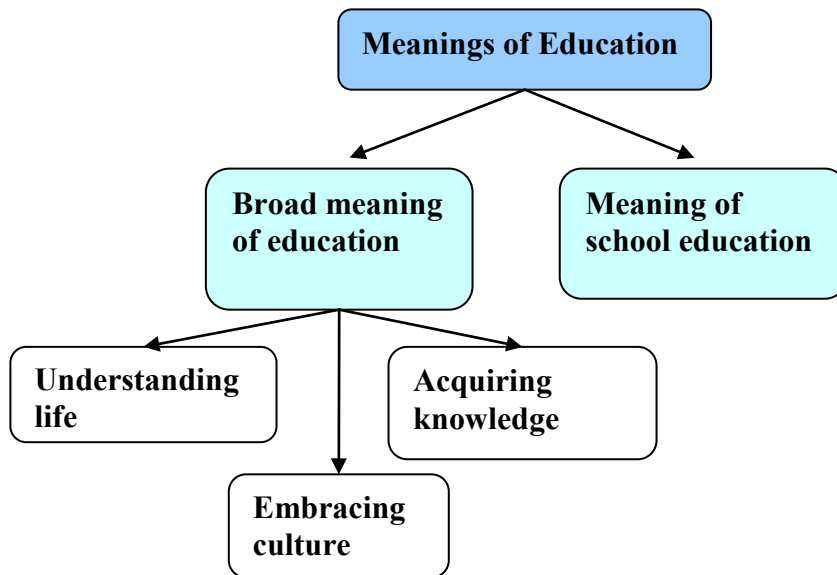 Meanings of Education
Broad meaning
of education
Meaning of
school education
Understanding
life
Acquiring
knowledge
Embracing
culture